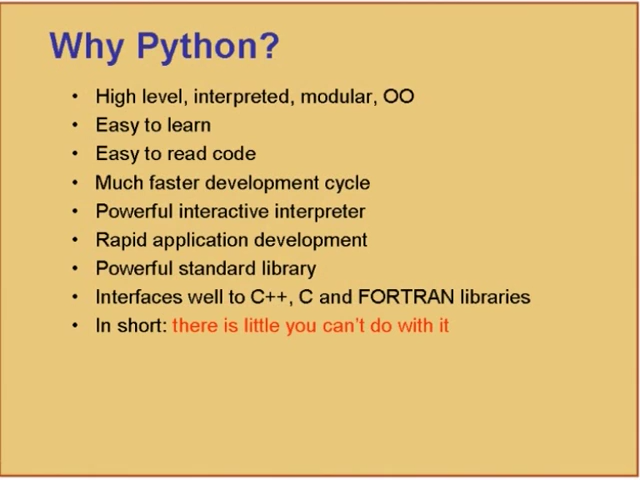 Why Python?
• High level, interpreted, modular, OO
• Easy to learn
• Easy to read code
• Much faster development cycle
• Powerful interactive interpreter
• Rapid application development
• Powerful standard library
• Interfaces well to C++, C and FORTRAN libraries
• In short: there is little you can't do with it